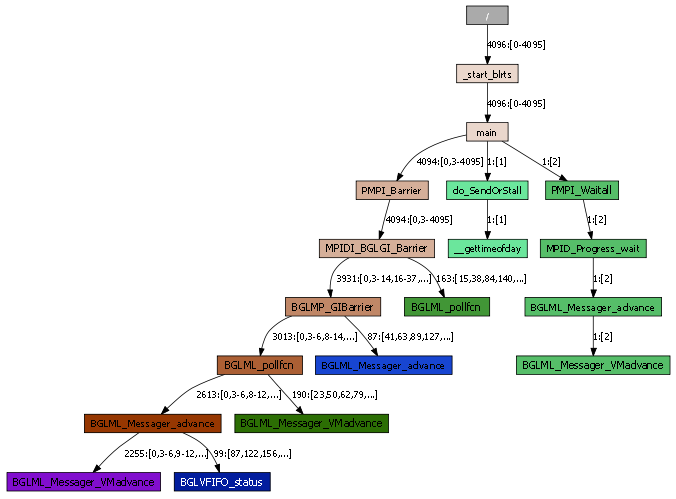 /
4096:[0-4095]
_start_blrts
4096:[0-4095]
main
4094:[0,3-4095] 1:[1] 1:[2]
PMPI_Barrier do_SendOrStall PMPI_Waitall
4094:[0,3-4095] 1:[1] 1:[2]
MPIDI_BGLGI_Barrier __gettimeofday MPID_Progress_wait
3931:[0,3-14,16-37,...] 163:[15,38,84,140,...] 1:[2]
BGLMP_GIBarrier BGLML_pollfcn BGLML_Messager_advance
3013:[0,3-6,8-14,...] 87:[41,63,89,127,...] 1:[2]
BGLML_pollfcn BGLML_Messager_advance BGLML_Messager_VMadvance
2613:[0,3-6,8-12,...] 190:[23,50,62,79,...]
BGLML_Messager_advance BGLML_Messager_VMadvance
2255:[0,3-6,9-12,...] 99:[87,122,156,...]
BGLML_Messager_VMadvance BGLVFIFO_status